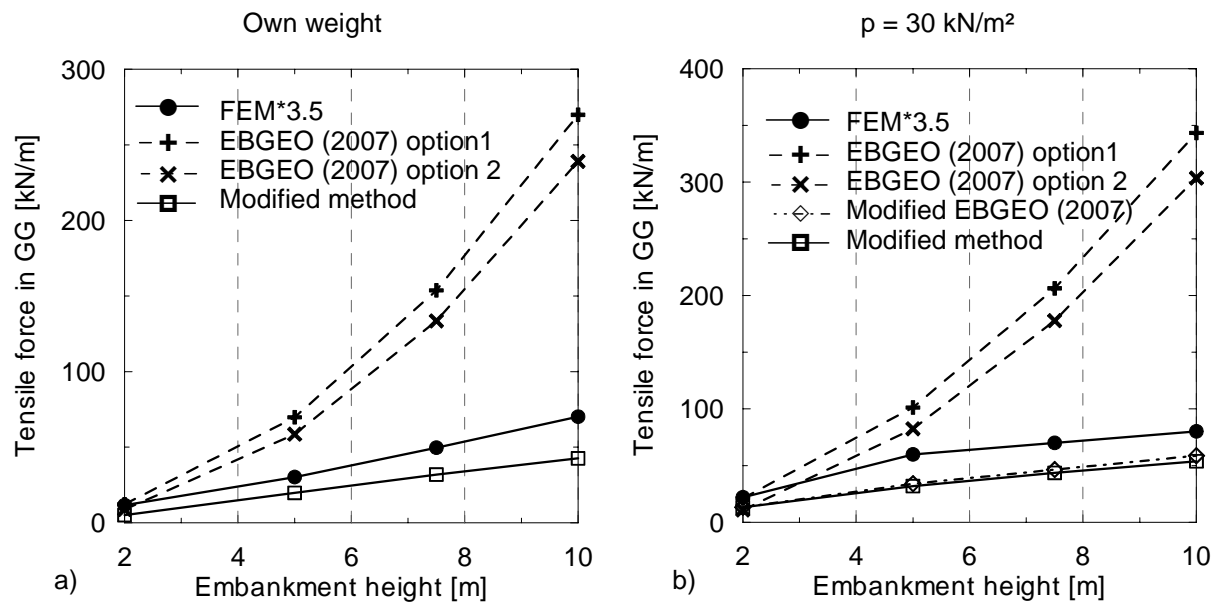 Own weight
300
200
100
0
2
4
6
8
10
Tensile force in GG [kN/m]
Embankment height [m]
FEM*3.5
EBGEO (2007) option1
EBGEO (2007) option 2
Modified method
a)
p = 30 kN/m²
400
300
200
100
0
2
4
6
8
10
Tensile force in GG [kN/m]
Embankment height [m]
FEM*3.5
EBGEO (2007) option1
EBGEO (2007) option 2
Modified EBGEO (2007)
Modified method
b)